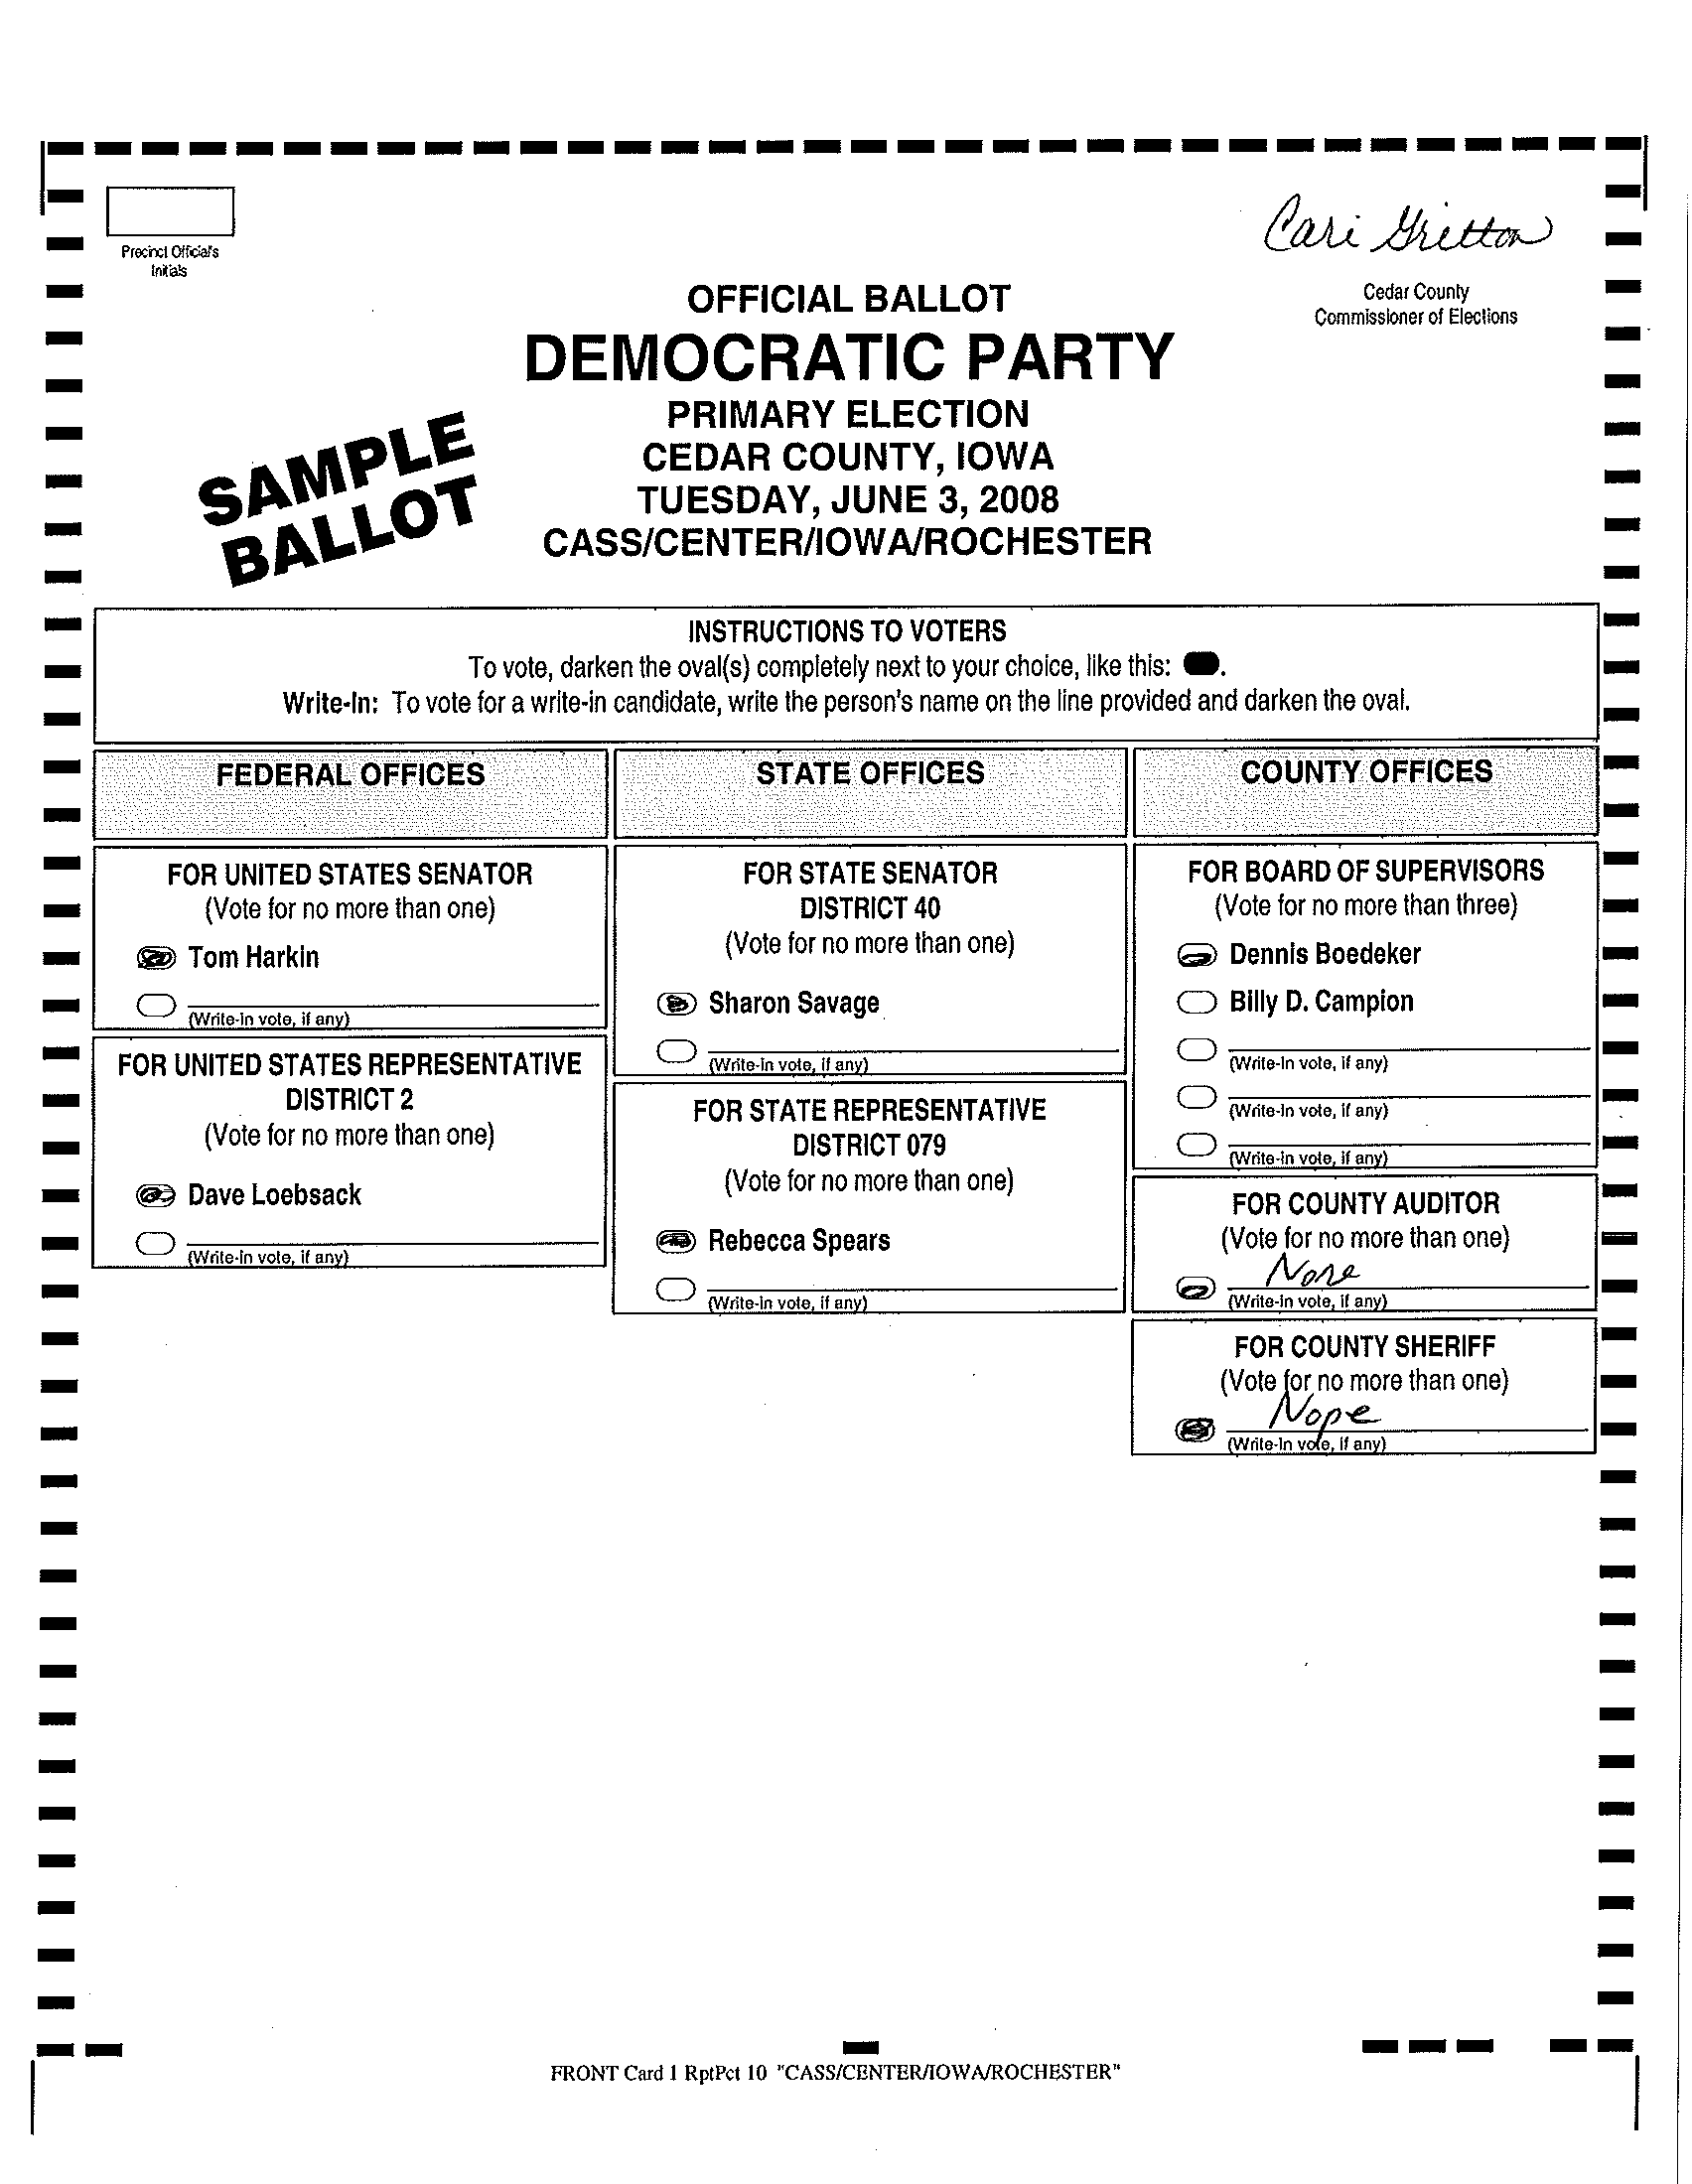 Cari Gritton
Precinct Official's
Initials
Cedar County
Commissioner of Elections
OFFICIAL BALLOT
DEMOCRATIC PARTY
PRIMARY ELECTION
CEDAR COUNTY, IOWA
TUESDAY, JUNE 3, 2008
CASS/CENTER/IOWA/ROCHESTER
SAMPLE
BALLOT
INSTRUCTIONS TO VOTERS
To vote, darken the oval(s) completely next to your choice, like this: .
Write-In: To vote for a write-in candidate, write the person's name on the line provided and darken the oval.
FEDERAL OFFICES
FOR UNITED STATES SENATOR
(Vote for no more than one)
Tom Harkin
(Write-in vote, if any)
FOR UNITED STATES REPRESENTATIVE
DISTRICT 2
(Vote for no more than one)
Dave Loebsack
(Write-in vote, if any)
STATE OFFICES
FOR STATE SENATOR
DISTRICT 40
(Vote for no more than one)
Sharon Savage
(Write-in vote, if any)
FOR STATE REPRESENTATIVE
DISTRICT 079
(Vote for no more than one)
Rebecca Spears
(Write-in vote, if any)
COUNTY OFFICES
FOR BOARD OF SUPERVISORS
(Vote for no more than three)
Dennis Boedeker
Billy D. Campion
(Write-in vote, if any)
(Write-in vote, if any)
(Write-in vote, if any)
FOR COUNTY AUDITOR
(Vote for no more than one)
None
(Write-in vote, if any)
FOR COUNTY SHERIFF
(Vote for no more than one)
Nope
(Write-in vote, if any)
FRONT Card 1 RptPct 10 "CASS/CENTER/IOWA/ROCHESTER"